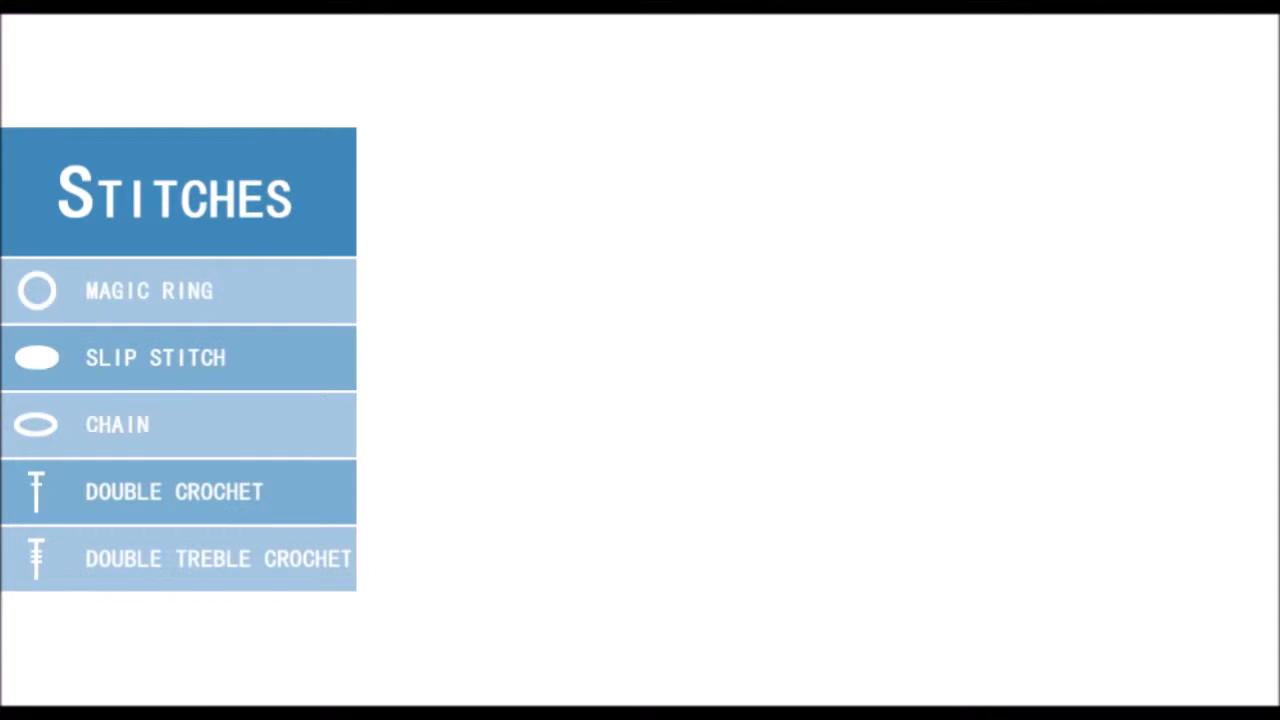 STITCHES
MAGIC RING
SLIP STITCH
CHAIN
DOUBLE CROCHET
DOUBLE TREBLE CROCHET